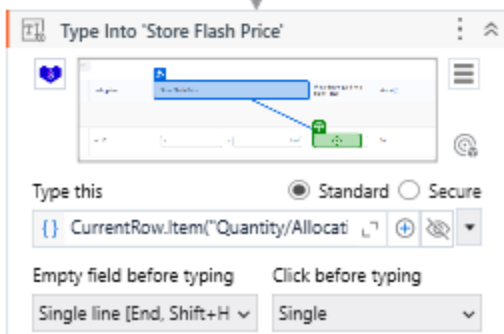 Type Into 'Store Flash Price'
Type this
Standard
Secure
{} CurrentRow.Item("Quantity/Allocati
Empty field before typing
Click before typing
Single line [End, Shift+H
Single